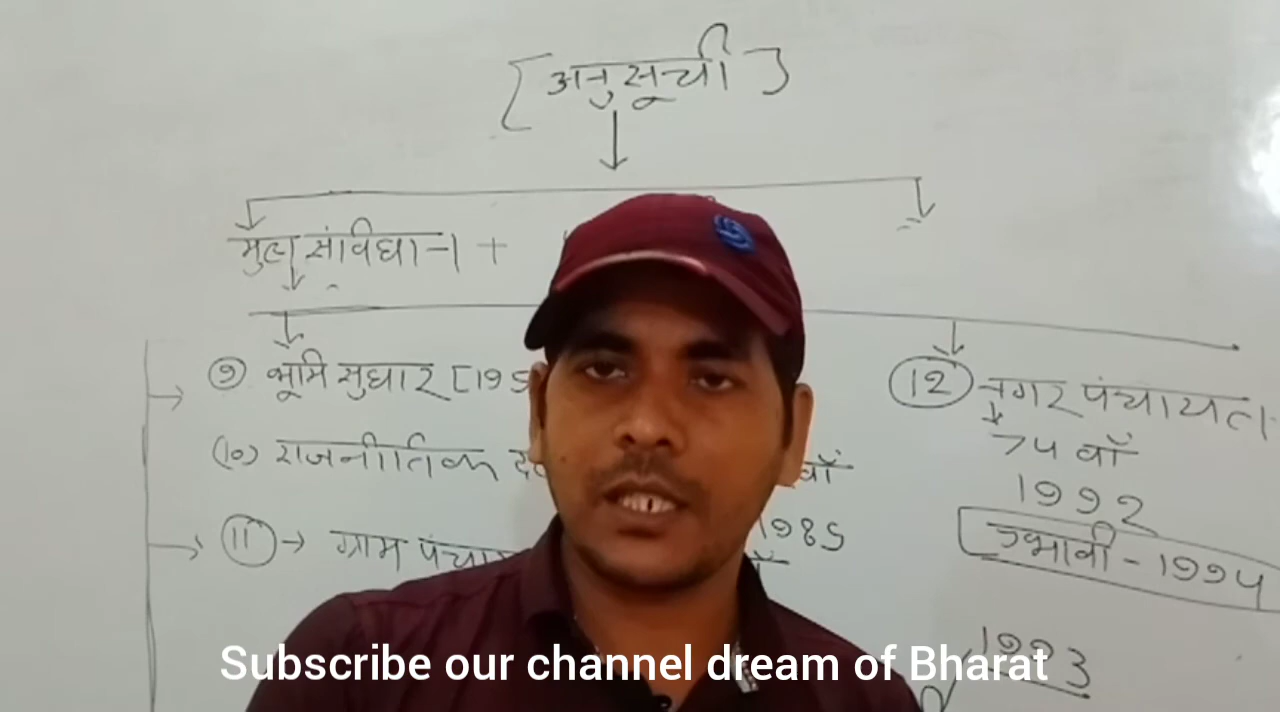 [अनुसूची]
मुल संविधान +
9 भूमि सुधार [195
12 नगर पंचायत
(10) राजनीतिक द
वाँ
74 वाँ
1992
11 → ग्राम पंचा
1985
प्रभावी - 1994
1993
Subscribe our channel dream of Bharat